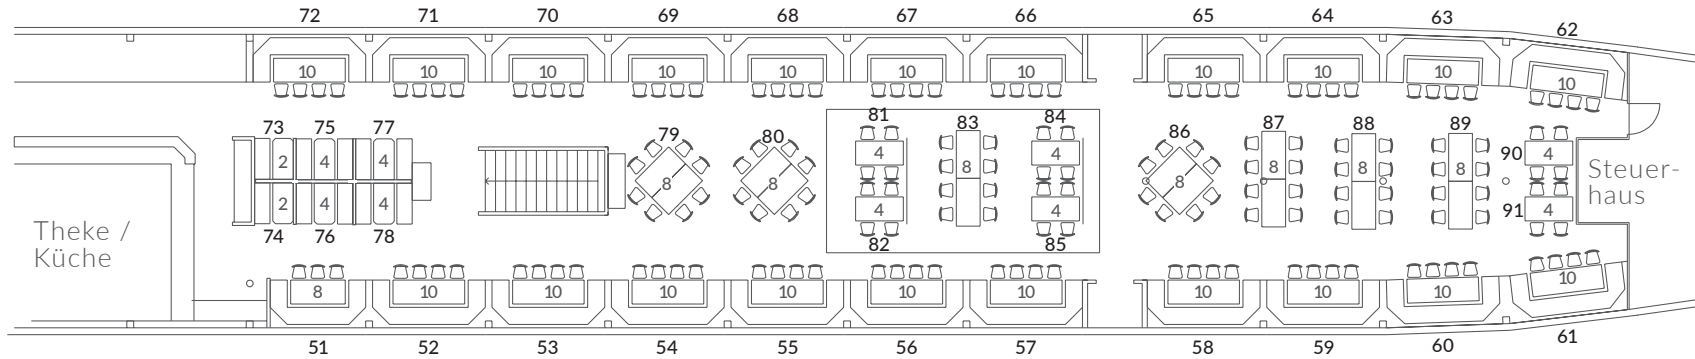 72 71 70 69 68 67 66 65 64 63 62
10 10 10 10 10 10 10 10 10 10 10
81 83 84 87 88 89
73 75 77 79 80 86
2 4 4 4 4 90 4
8 8 8 8 8 8 8
Steuer-
haus
2 4 4 4 4 91 4
74 76 78 82 85
Theke /
Küche
8 10 10 10 10 10 10 10 10 10 10
51 52 53 54 55 56 57 58 59 60 61